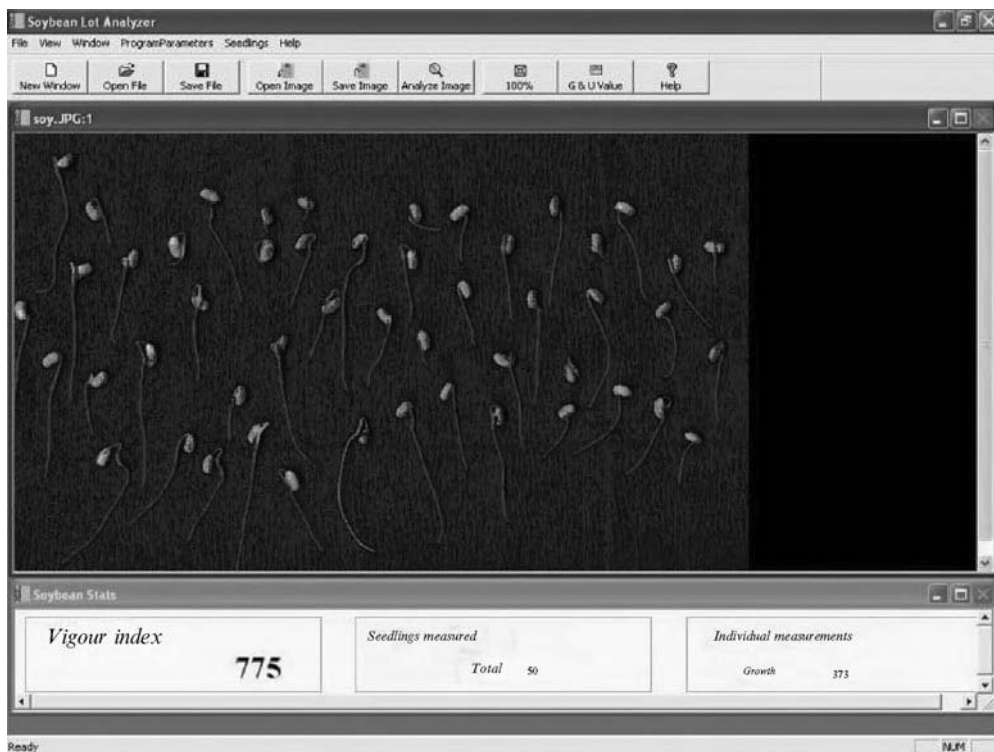 Soybean Lot Analyzer
File View Window ProgramParameters Seedlings Help
New Window Open File Save File Open Image Save Image Analyze Image 100% G & U Value Help
soy.JPG:1
Soybean Stats
Vigour index
775
Seedlings measured
Total 50
Individual measurements
Growth 373
Ready NUM